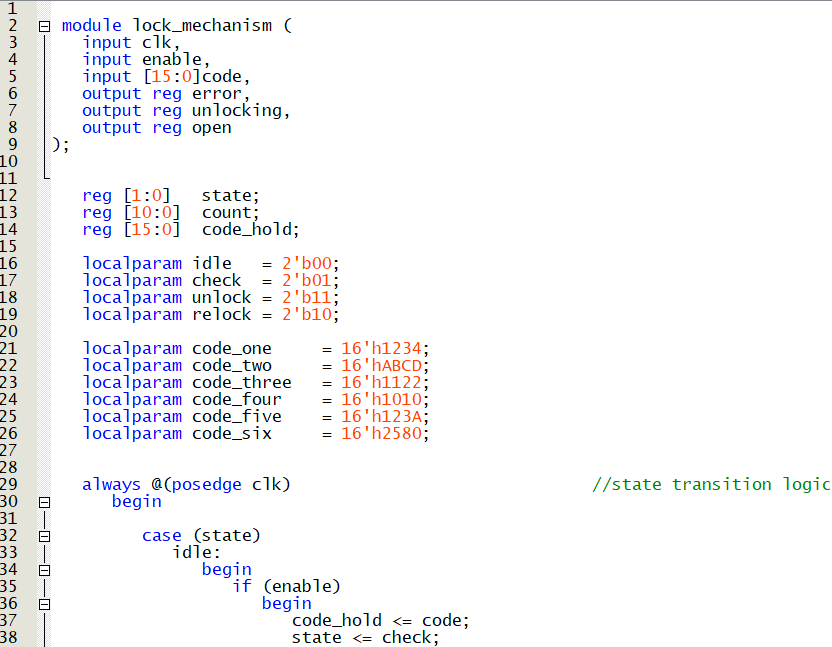 1
2 module lock_mechanism (
3 input clk,
4 input enable,
5 input [15:0]code,
6 output reg error,
7 output reg unlocking,
8 output reg open
9 );
10
11
12 reg [1:0] state;
13 reg [10:0] count;
14 reg [15:0] code_hold;
15
16 localparam idle = 2'b00;
17 localparam check = 2'b01;
18 localparam unlock = 2'b11;
19 localparam relock = 2'b10;
20
21 localparam code_one = 16'h1234;
22 localparam code_two = 16'hABCD;
23 localparam code_three = 16'h1122;
24 localparam code_four = 16'h1010;
25 localparam code_five = 16'h123A;
26 localparam code_six = 16'h2580;
27
28
29 always @(posedge clk) //state transition logic
30 begin
31
32 case (state)
33 idle:
34 begin
35 if (enable)
36 begin
37 code_hold <= code;
38 state <= check;